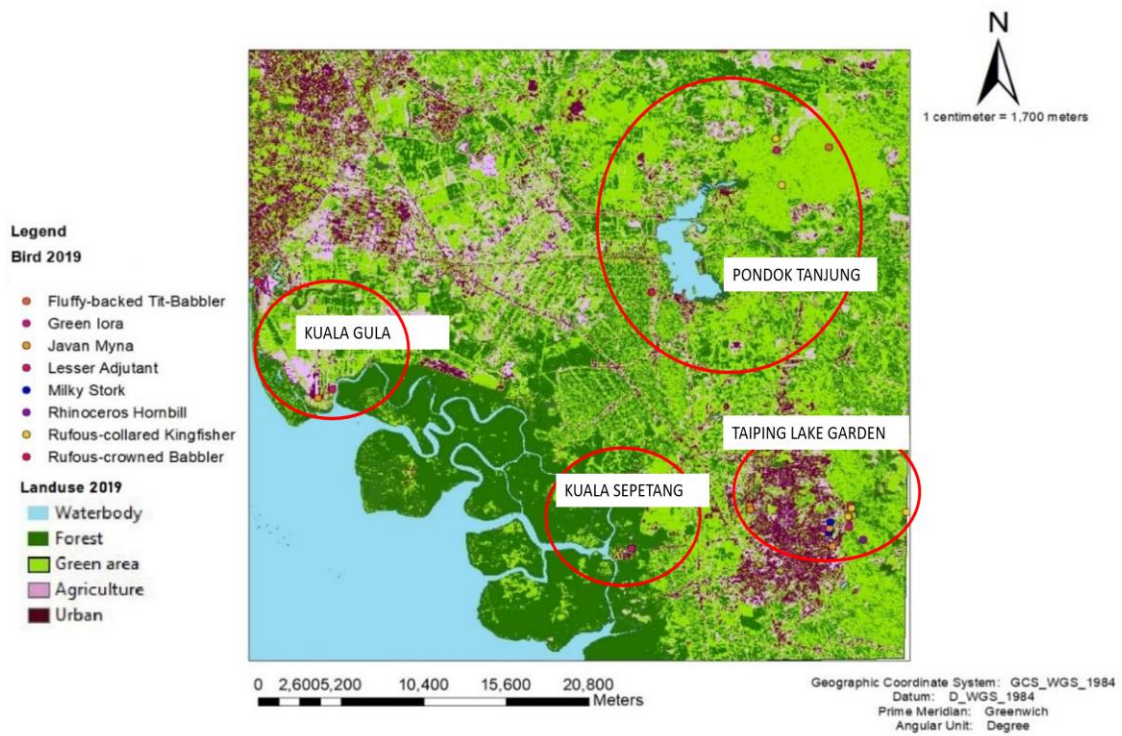 N
1 centimeter = 1,700 meters
PONDOK TANJUNG
KUALA GULA
TAIPING LAKE GARDEN
KUALA SEPETANG
Legend
Bird 2019
Fluffy-backed Tit-Babbler
Green Iora
Javan Myna
Lesser Adjutant
Milky Stork
Rhinoceros Hornbill
Rufous-collared Kingfisher
Rufous-crowned Babbler
Landuse 2019
Waterbody
Forest
Green area
Agriculture
Urban
0 2,6005,200 10,400 15,600 20,800
Meters
Geographic Coordinate System: GCS_WGS_1984
Datum: D_WGS_1984
Prime Meridian: Greenwich
Angular Unit: Degree